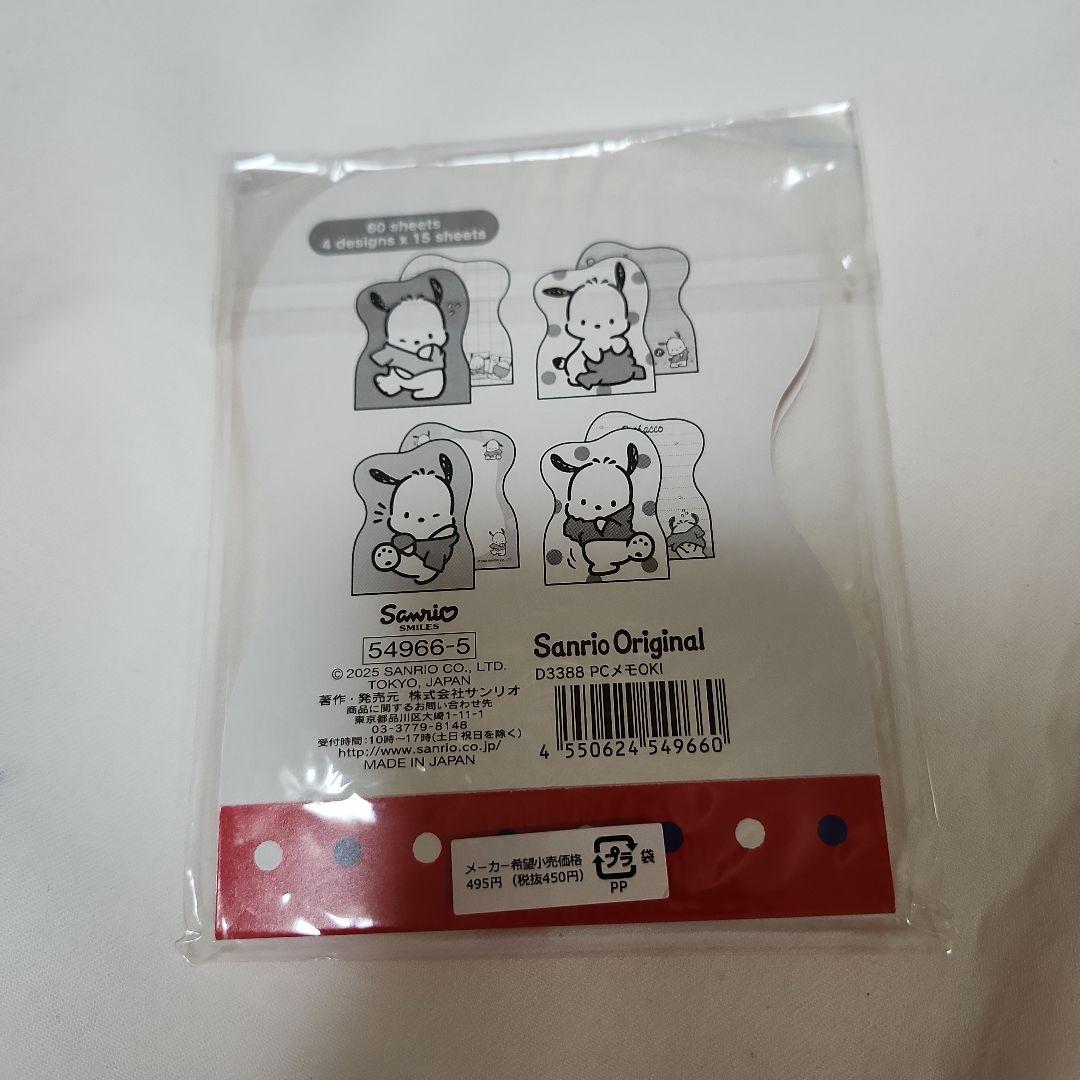 60 sheets
4 designs x 15 sheets
Sanrio
SMILES
54966-5
© 2025 SANRIO CO., LTD.
TOKYO, JAPAN
著作・発売元 株式会社サンリオ
商品に関するお問い合わせ先
東京都品川区大崎1-11-1
03-3779-8148
受付時間:10時〜17時(土日祝日を除く)
http://www.sanrio.co.jp/
MADE IN JAPAN
Sanrio Original
D3388 PCメモOKI
4 550624 549660
メーカー希望小売価格
495円 (税抜450円)
プラ
袋
PP